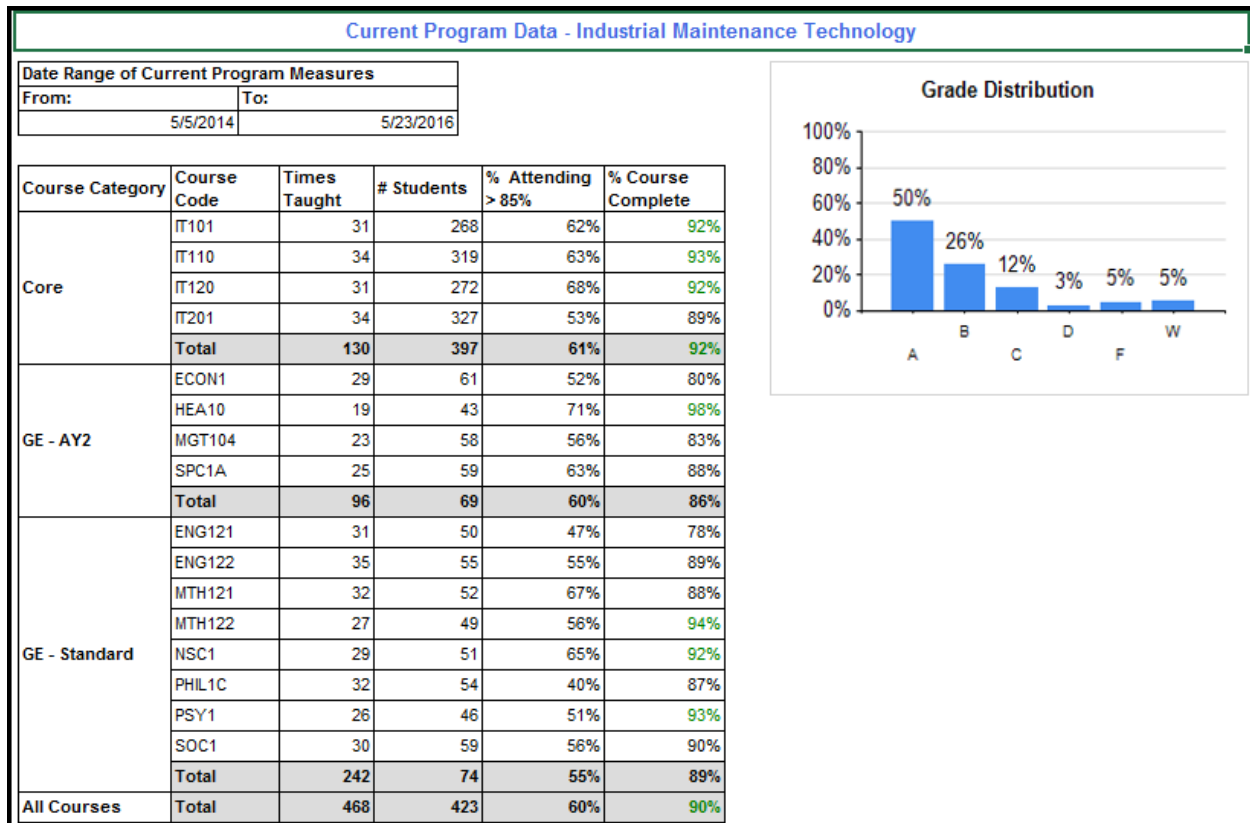 Current Program Data - Industrial Maintenance Technology
Date Range of Current Program Measures
From: To:
5/5/2014 5/23/2016
Course Category Course Code Times Taught # Students % Attending > 85% % Course Complete
Core
IT101 31 268 62% 92%
IT110 34 319 63% 93%
IT120 31 272 68% 92%
IT201 34 327 53% 89%
Total 130 397 61% 92%
GE - AY2
ECON1 29 61 52% 80%
HEA10 19 43 71% 98%
MGT104 23 58 56% 83%
SPC1A 25 59 63% 88%
Total 96 69 60% 86%
GE - Standard
ENG121 31 50 47% 78%
ENG122 35 55 55% 89%
MTH121 32 52 67% 88%
MTH122 27 49 56% 94%
NSC1 29 51 65% 92%
PHIL1C 32 54 40% 87%
PSY1 26 46 51% 93%
SOC1 30 59 56% 90%
Total 242 74 55% 89%
All Courses Total 468 423 60% 90%
Grade Distribution
100%
80%
60%
40%
20%
0%
50%
26%
12%
3%
5%
5%
A
B
C
D
F
W